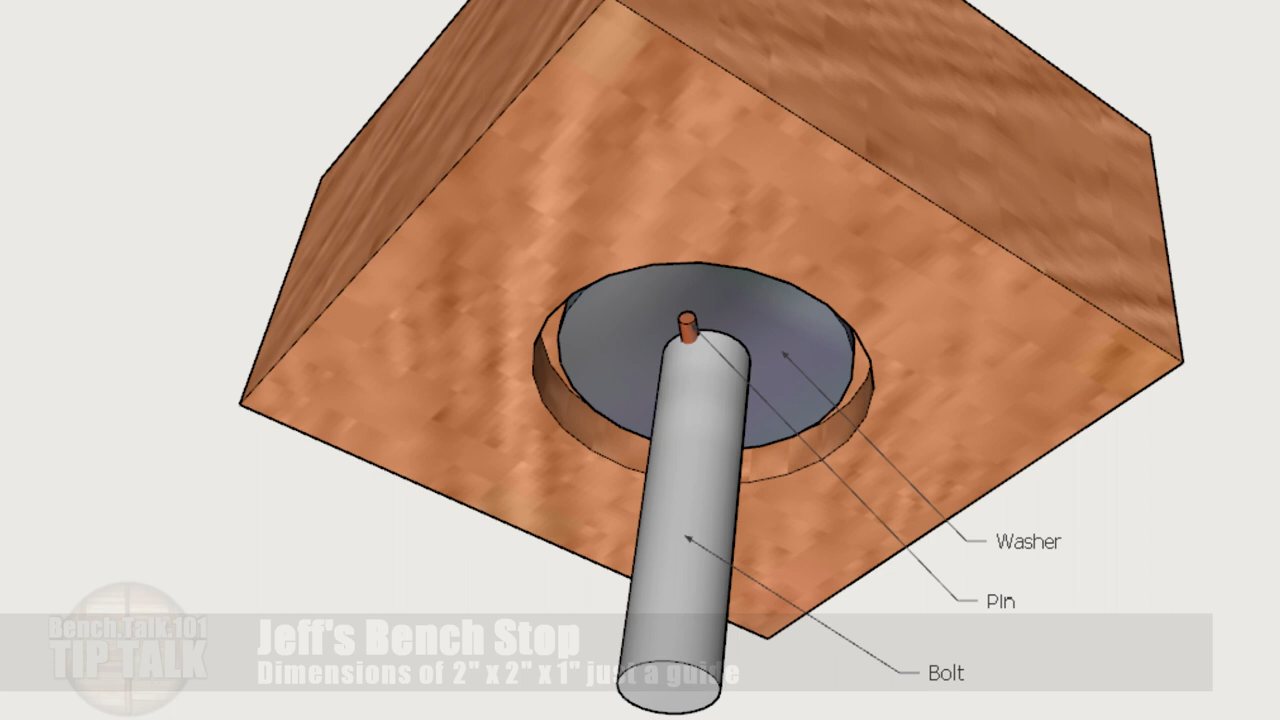 Washer
Pin
Bolt
Bench.Talk.101
TIP TALK
Jeff's Bench Stop
Dimensions of 2" x 2" x 1" just a guide